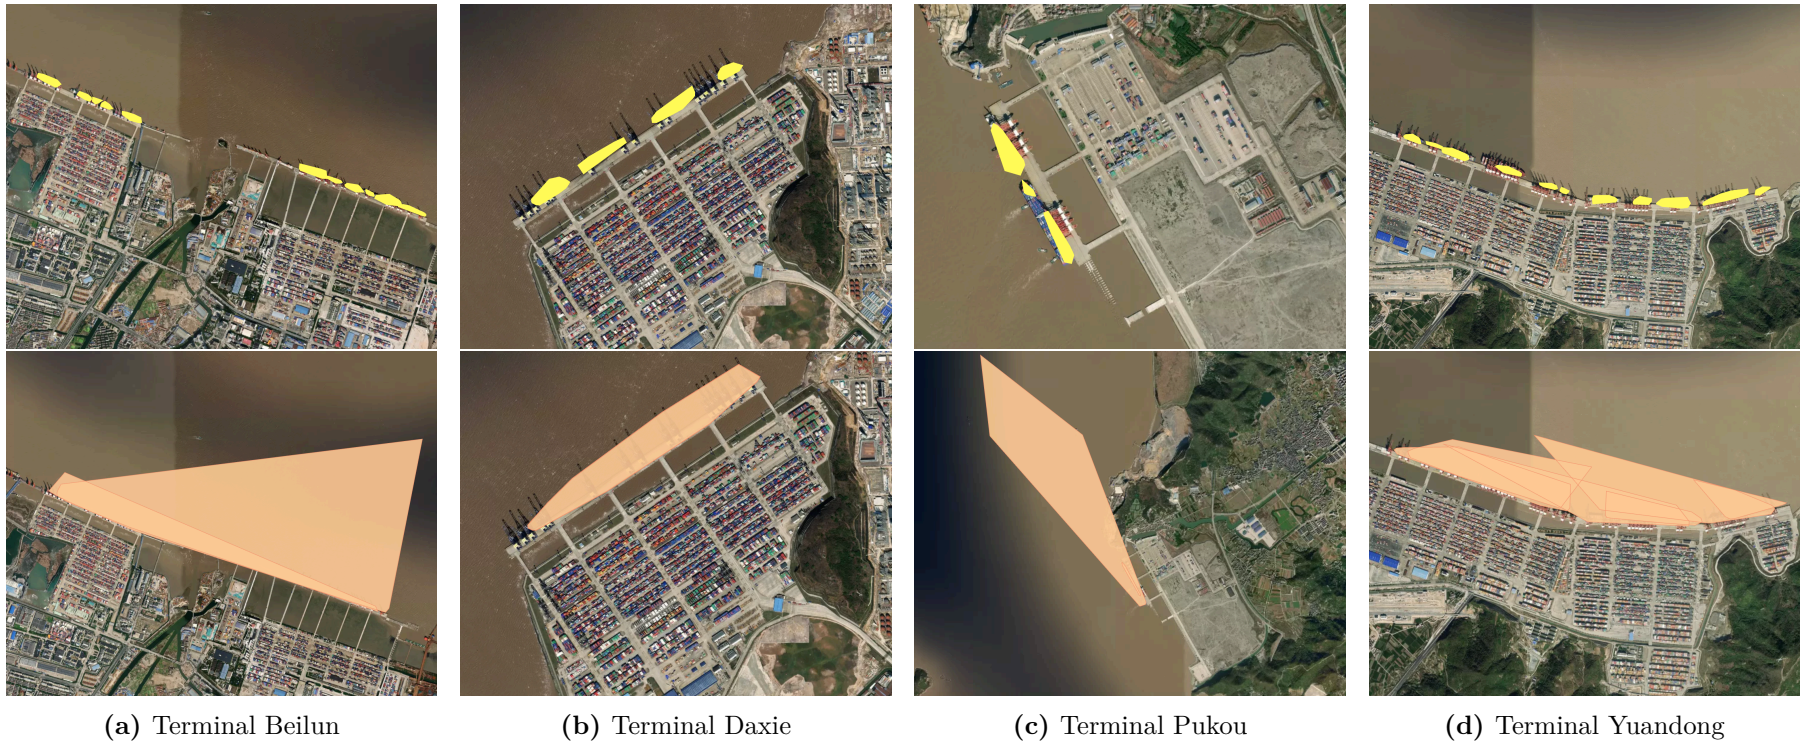 (a) Terminal Beilun
(b) Terminal Daxie
(c) Terminal Pukou
(d) Terminal Yuandong